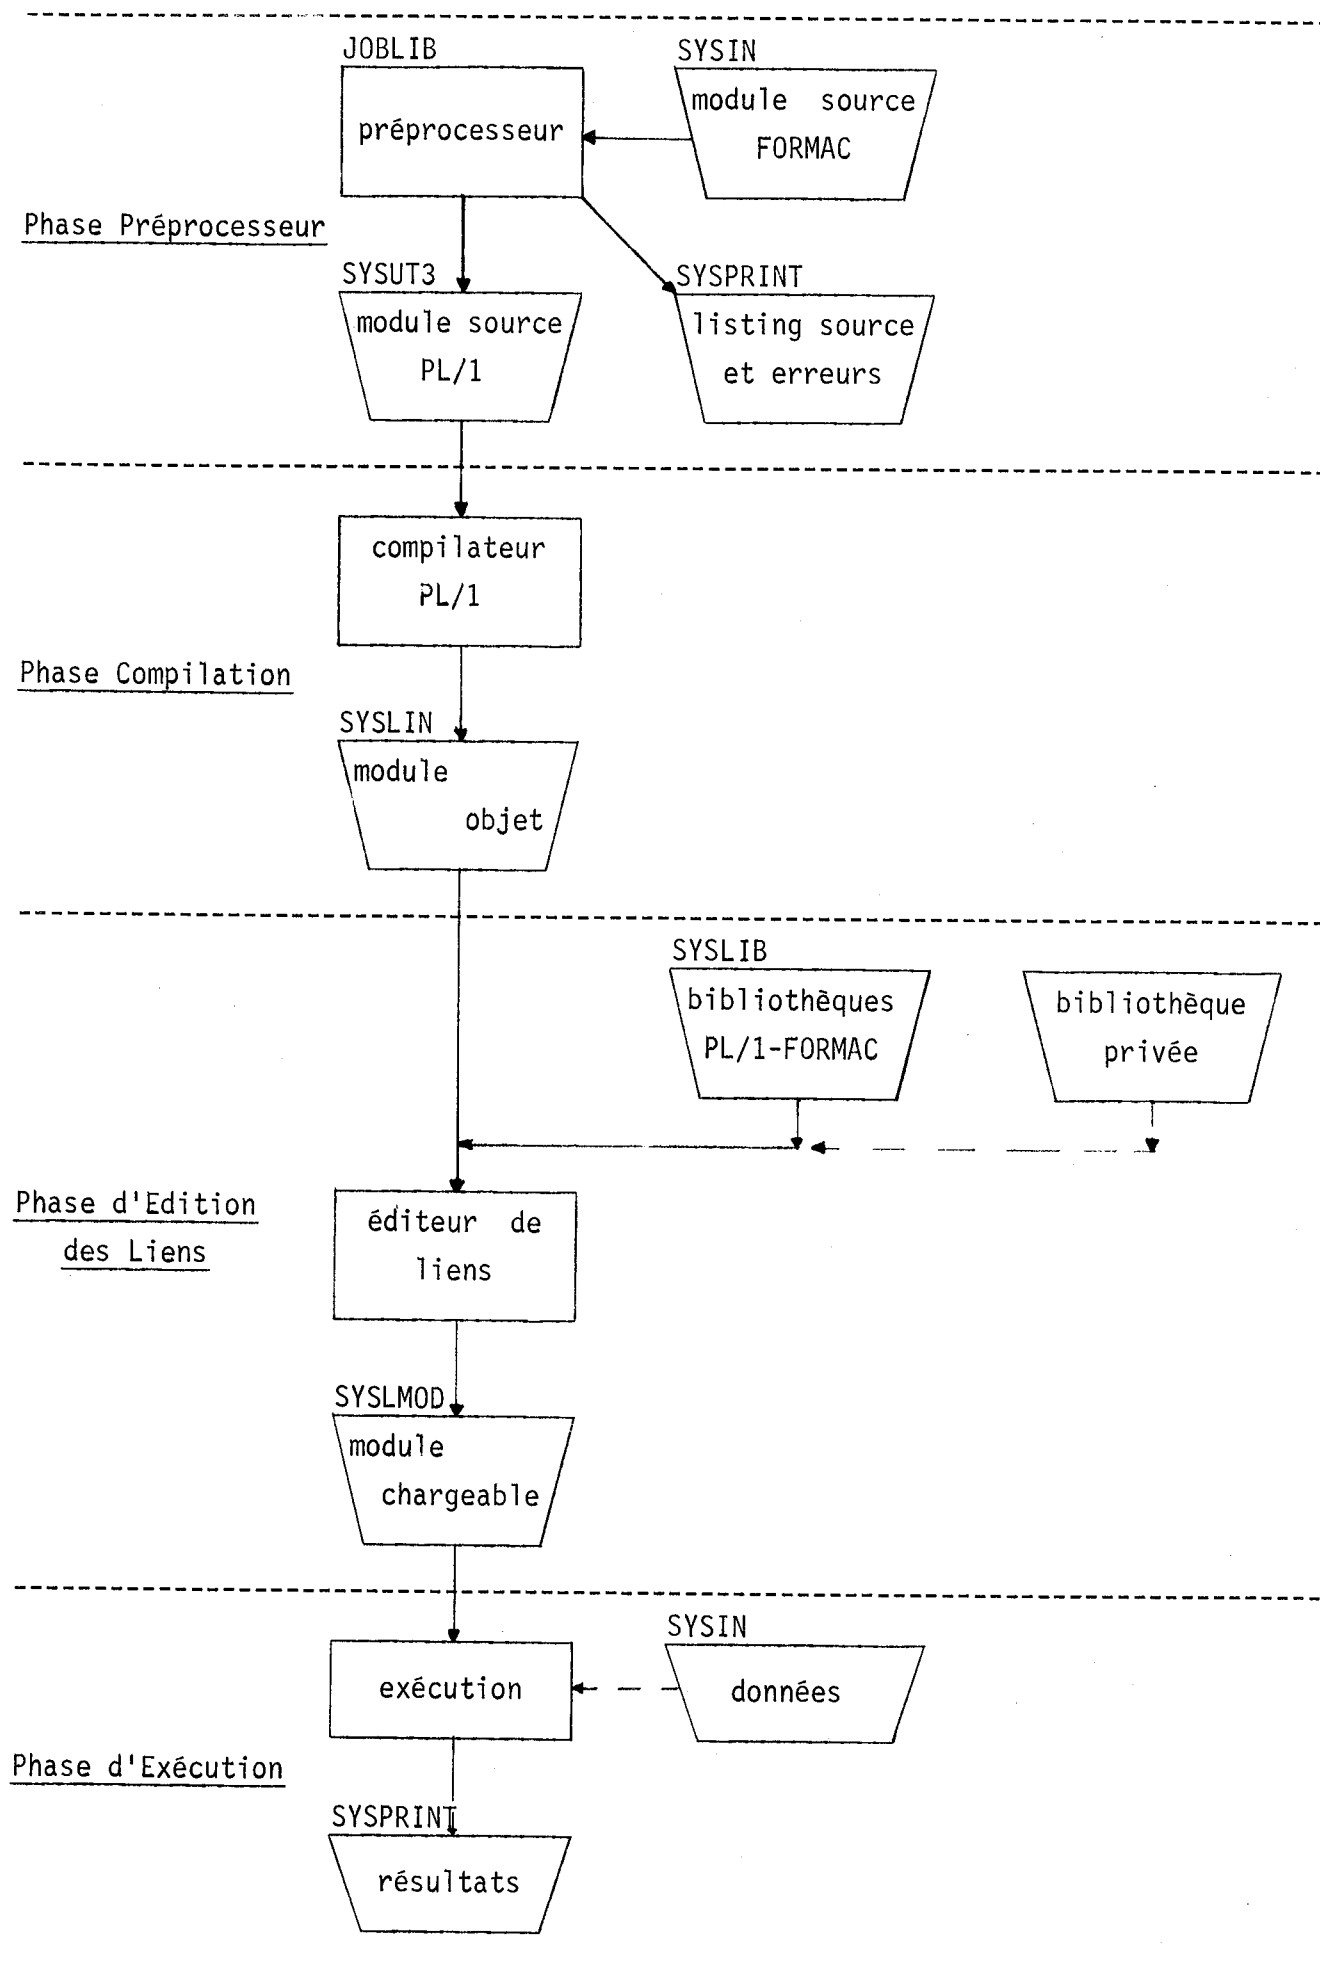 JOBLIB
SYSIN
préprocesseur
module source
FORMAC
Phase Préprocesseur
SYSUT3
SYSPRINT
module source
PL/1
listing source
et erreurs
compilateur
PL/1
Phase Compilation
SYSLIN
module
objet
SYSLIB
bibliothèques
PL/1-FORMAC
bibliothèque
privée
Phase d'Edition
des Liens
éditeur de
liens
SYSLMOD
module
chargeable
SYSIN
exécution
données
Phase d'Exécution
SYSPRINT
résultats